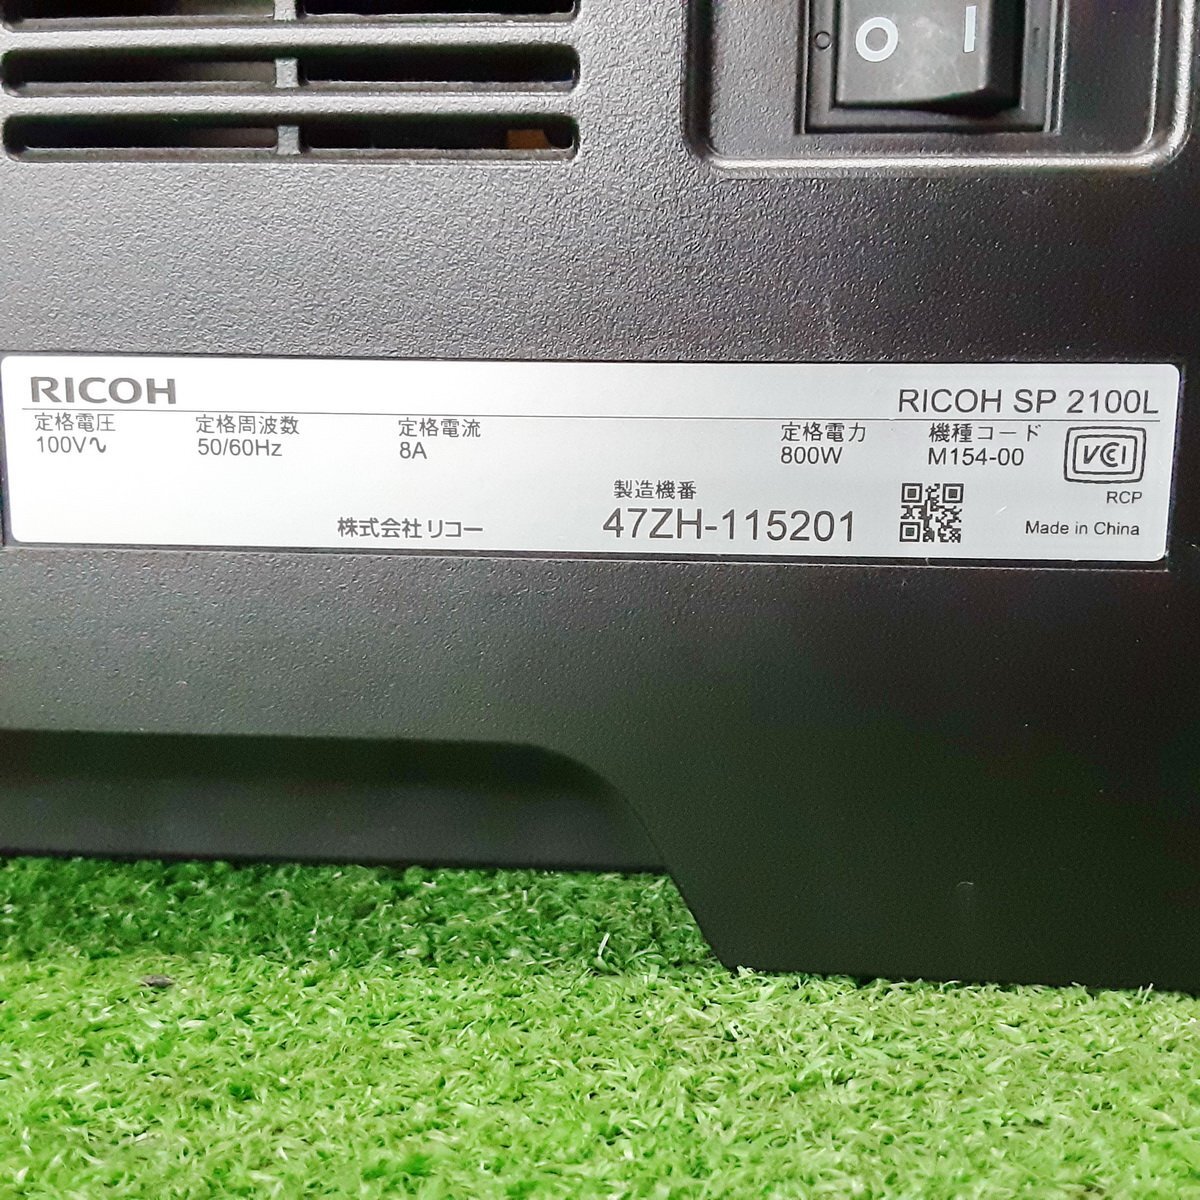 RICOH
RICOH SP 2100L
定格電圧 定格周波数 定格電流 定格電力 機種コード
100V∿ 50/60Hz 8A 800W M154-00
VCCI
製造機番 RCP
株式会社 リコー 47ZH-115201 Made in China